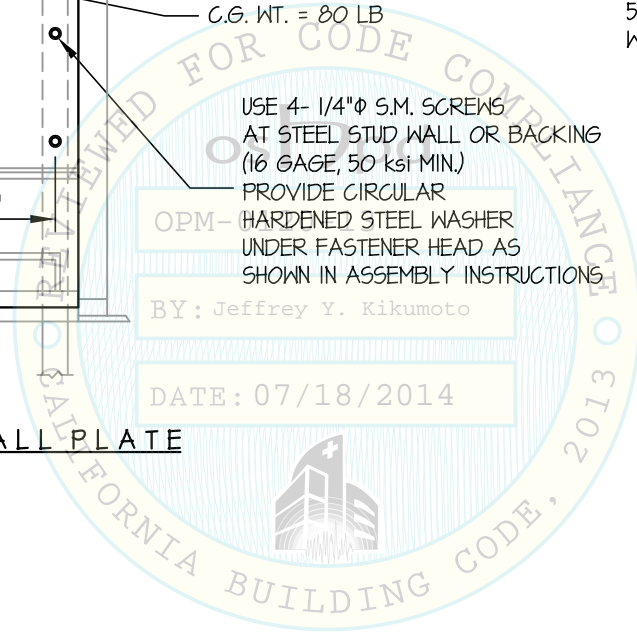 C.G. WT. = 80 LB
5
W
USE 4- 1/4"Φ S.M. SCREWS
AT STEEL STUD WALL OR BACKING
(16 GAGE, 50 ksi MIN.)
PROVIDE CIRCULAR
HARDENED STEEL WASHER
UNDER FASTENER HEAD AS
SHOWN IN ASSEMBLY INSTRUCTIONS
ALL PLATE
REVIEWED FOR CODE COMPLIANCE
BY: Jeffrey Y. Kikumoto
DATE: 07/18/2014
CALIFORNIA BUILDING CODE, 2013